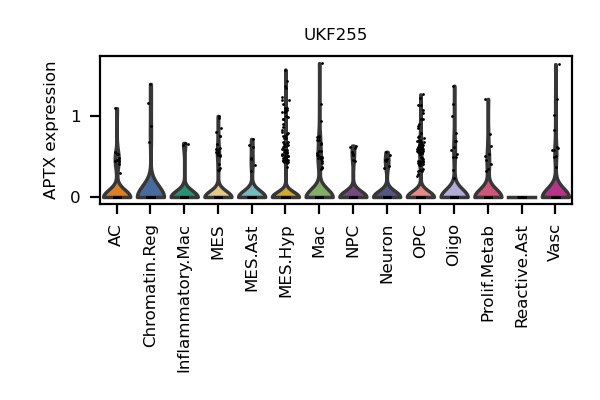 UKF255
APTX expression
1
0
AC
Chromatin.Reg
Inflammatory.Mac
MES
MES.Ast
MES.Hyp
Mac
NPC
Neuron
OPC
Oligo
Prolif.Metab
Reactive.Ast
Vasc